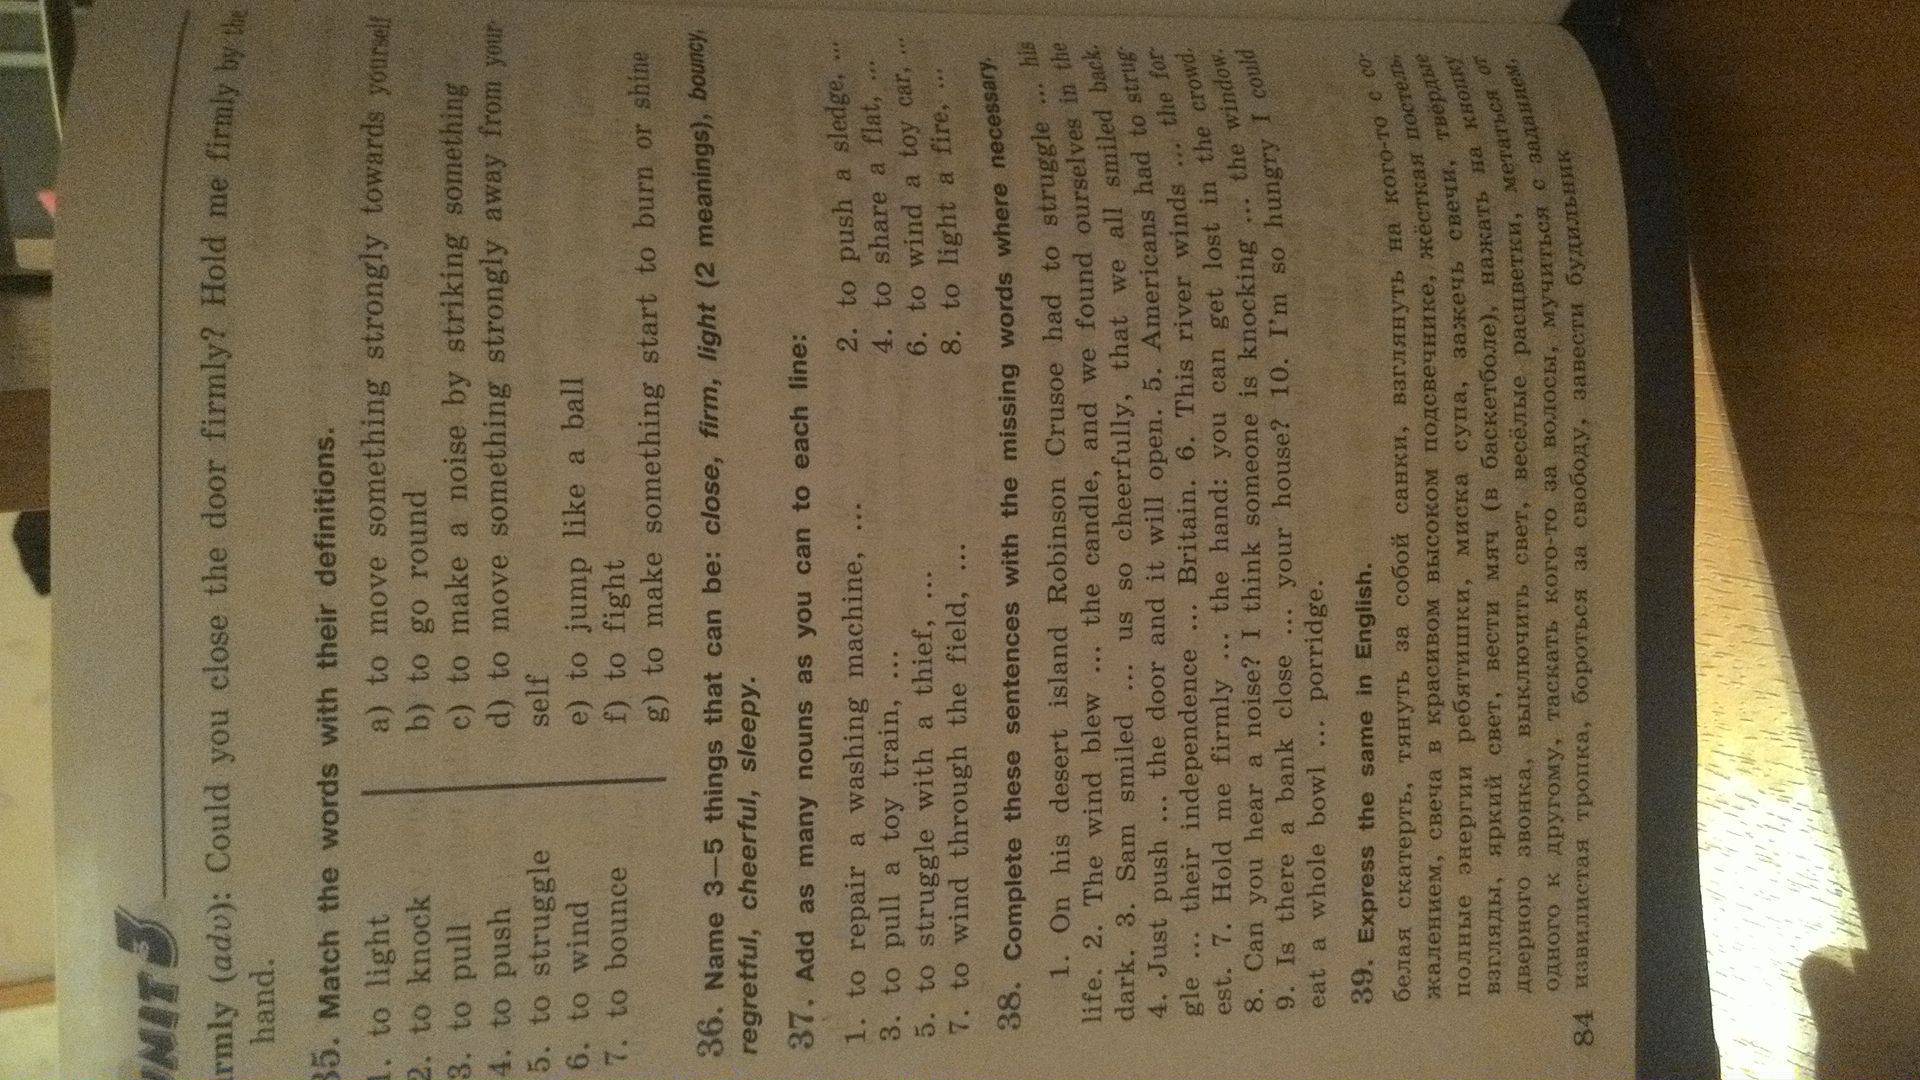 UNIT 3
(adv): Could you close the door firmly? Hold me firmly by the
hand.
35. Match the words with their definitions.
1. to light
2. to knock
3. to pull
4. to push
5. to struggle
6. to wind
7. to bounce
a) to move something strongly towards yourself
b) to go round
c) to make a noise by striking something
d) to move something strongly away from your
self
e) to jump like a ball
f) to fight
g) to make something start to burn or shine
36. Name 3—5 things that can be: close, firm, light (2 meanings), bouncy,
regretful, cheerful, sleepy.
37. Add as many nouns as you can to each line:
1. to repair a washing machine, ...
2. to push a sledge, ...
3. to pull a toy train, ...
4. to share a flat, ...
5. to struggle with a thief, ...
6. to wind a toy car, ...
7. to wind through the field, ...
8. to light a fire, ...
38. Complete these sentences with the missing words where necessary.
1. On his desert island Robinson Crusoe had to struggle ... his
life. 2. The wind blew ... the candle, and we found ourselves in the
dark. 3. Sam smiled ... us so cheerfully, that we all smiled back.
4. Just push ... the door and it will open. 5. Americans had to strug
gle ... their independence ... Britain. 6. This river winds ... the for
est. 7. Hold me firmly ... the hand: you can get lost in the crowd.
8. Can you hear a noise? I think someone is knocking ... the window.
9. Is there a bank close ... your house? 10. I'm so hungry I could
eat a whole bowl ... porridge.
39. Express the same in English.
белая скатерть, тянуть за собой санки, взглянуть на кого-то с со-
жалением, свеча в красивом высоком подсвечнике, жёсткая постель,
полные энергии ребятишки, миска супа, зажечь свечи, твёрдые
взгляды, яркий свет, вести мяч (в баскетболе), нажать на кнопку
дверного звонка, выключить свет, весёлые расцветки, метаться от
одного к другому, таскать кого-то за волосы, мучиться с заданием,
извилистая тропка, бороться за свободу, завести будильник
84